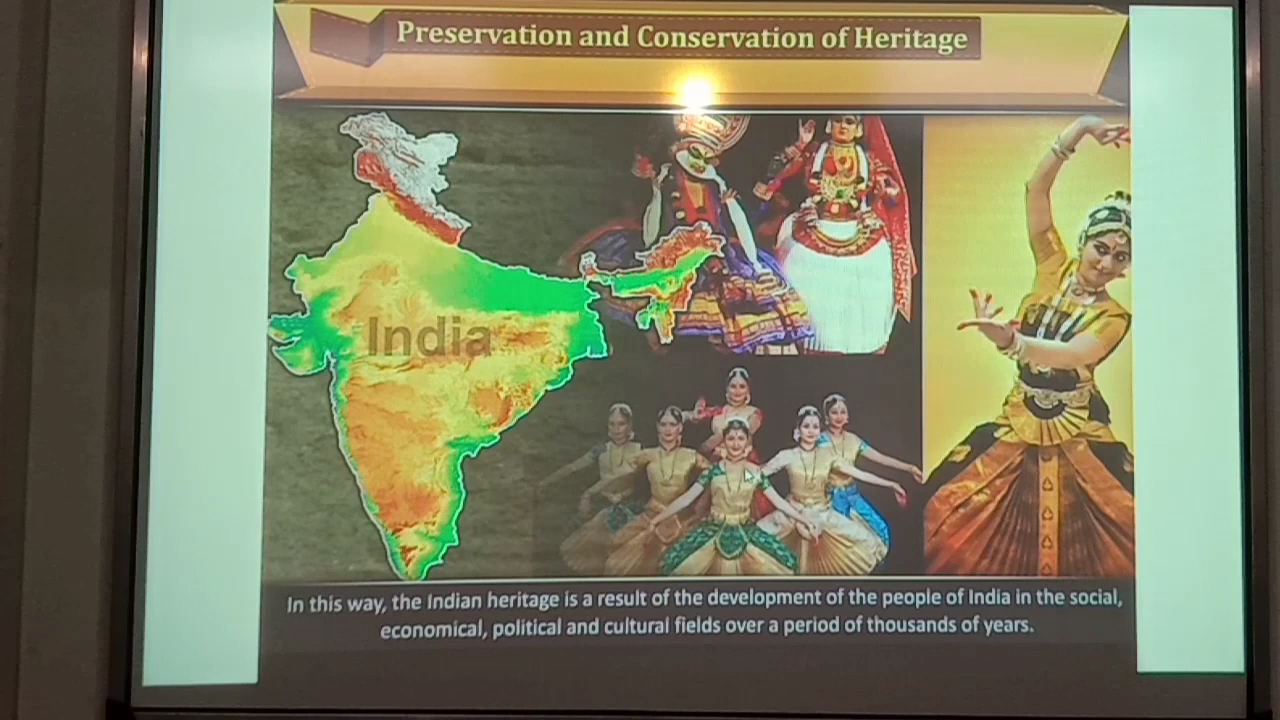 Preservation and Conservation of Heritage
India
In this way, the Indian heritage is a result of the development of the people of India in the social,
economical, political and cultural fields over a period of thousands of years.